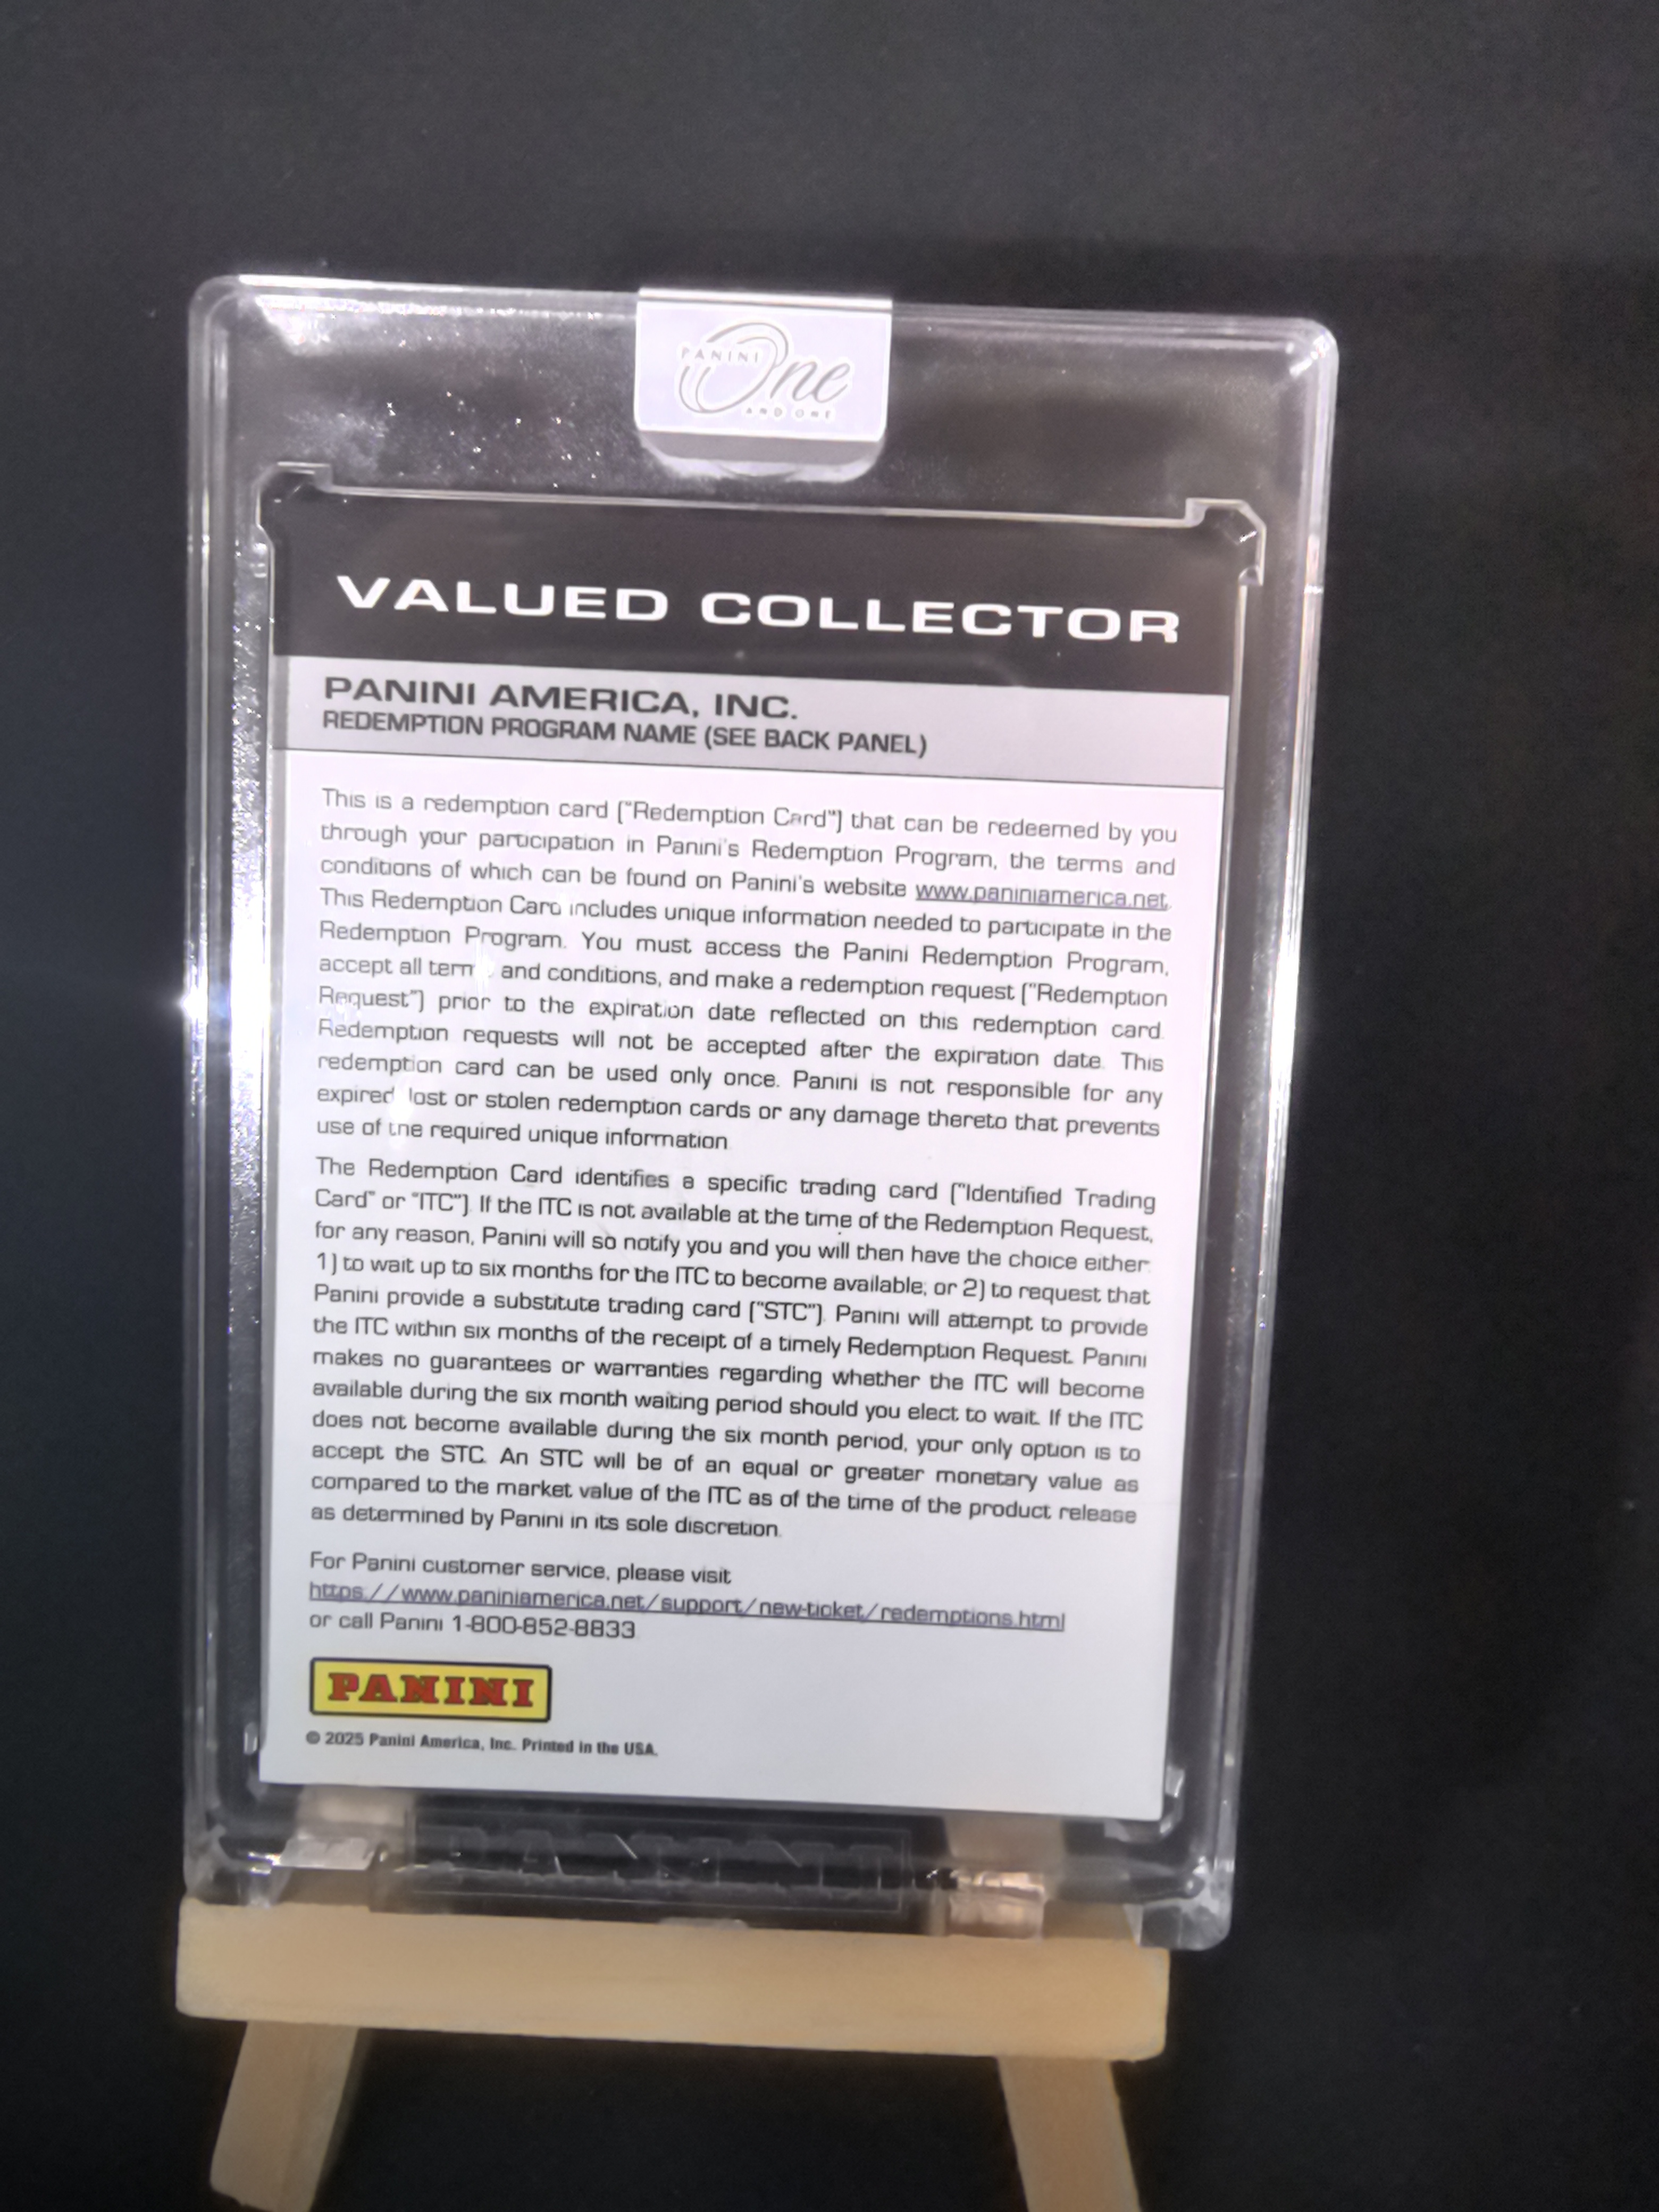 PANINI
One
AND ONE
VALUED COLLECTOR
PANINI AMERICA, INC.
REDEMPTION PROGRAM NAME (SEE BACK PANEL)
This is a redemption card ("Redemption Card") that can be redeemed by you
through your participation in Panini's Redemption Program, the terms and
conditions of which can be found on Panini's website www.paniniamerica.net.
This Redemption Card includes unique information needed to participate in the
Redemption Program. You must access the Panini Redemption Program,
accept all terms and conditions, and make a redemption request ("Redemption
Request") prior to the expiration date reflected on this redemption card.
Redemption requests will not be accepted after the expiration date. This
redemption card can be used only once. Panini is not responsible for any
expired, lost or stolen redemption cards or any damage thereto that prevents
use of the required unique information.
The Redemption Card identifies a specific trading card ("Identified Trading
Card" or "ITC"). If the ITC is not available at the time of the Redemption Request,
for any reason, Panini will so notify you and you will then have the choice either:
1) to wait up to six months for the ITC to become available; or 2) to request that
Panini provide a substitute trading card ("STC"). Panini will attempt to provide
the ITC within six months of the receipt of a timely Redemption Request. Panini
makes no guarantees or warranties regarding whether the ITC will become
available during the six month waiting period should you elect to wait. If the ITC
does not become available during the six month period, your only option is to
accept the STC. An STC will be of an equal or greater monetary value as
compared to the market value of the ITC as of the time of the product release
as determined by Panini in its sole discretion.
For Panini customer service, please visit
https://www.paniniamerica.net/support/new-ticket/redemptions.html
or call Panini 1-800-852-8833.
PANINI
© 2025 Panini America, Inc. Printed in the USA.
PANINI